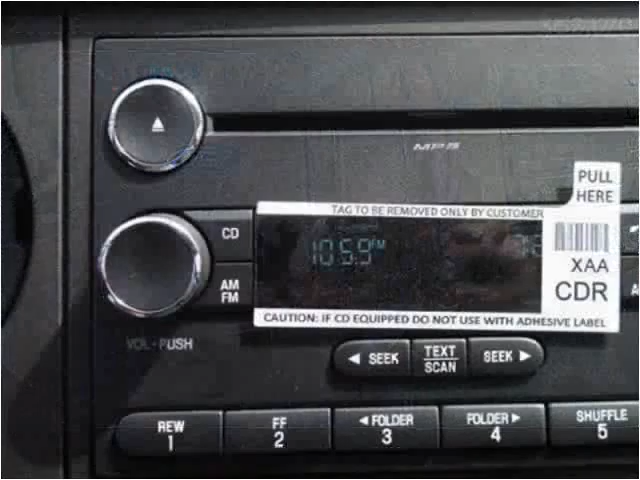 MP3
PULL
HERE
TAG TO BE REMOVED ONLY BY CUSTOMER
CD
105.9 FM
XAA
AM
FM
CDR
CAUTION: IF CD EQUIPPED DO NOT USE WITH ADHESIVE LABEL
VOL-PUSH
◀ SEEK
TEXT
SCAN
SEEK ▶
REW
1
FF
2
◀ FOLDER
3
FOLDER ▶
4
SHUFFLE
5